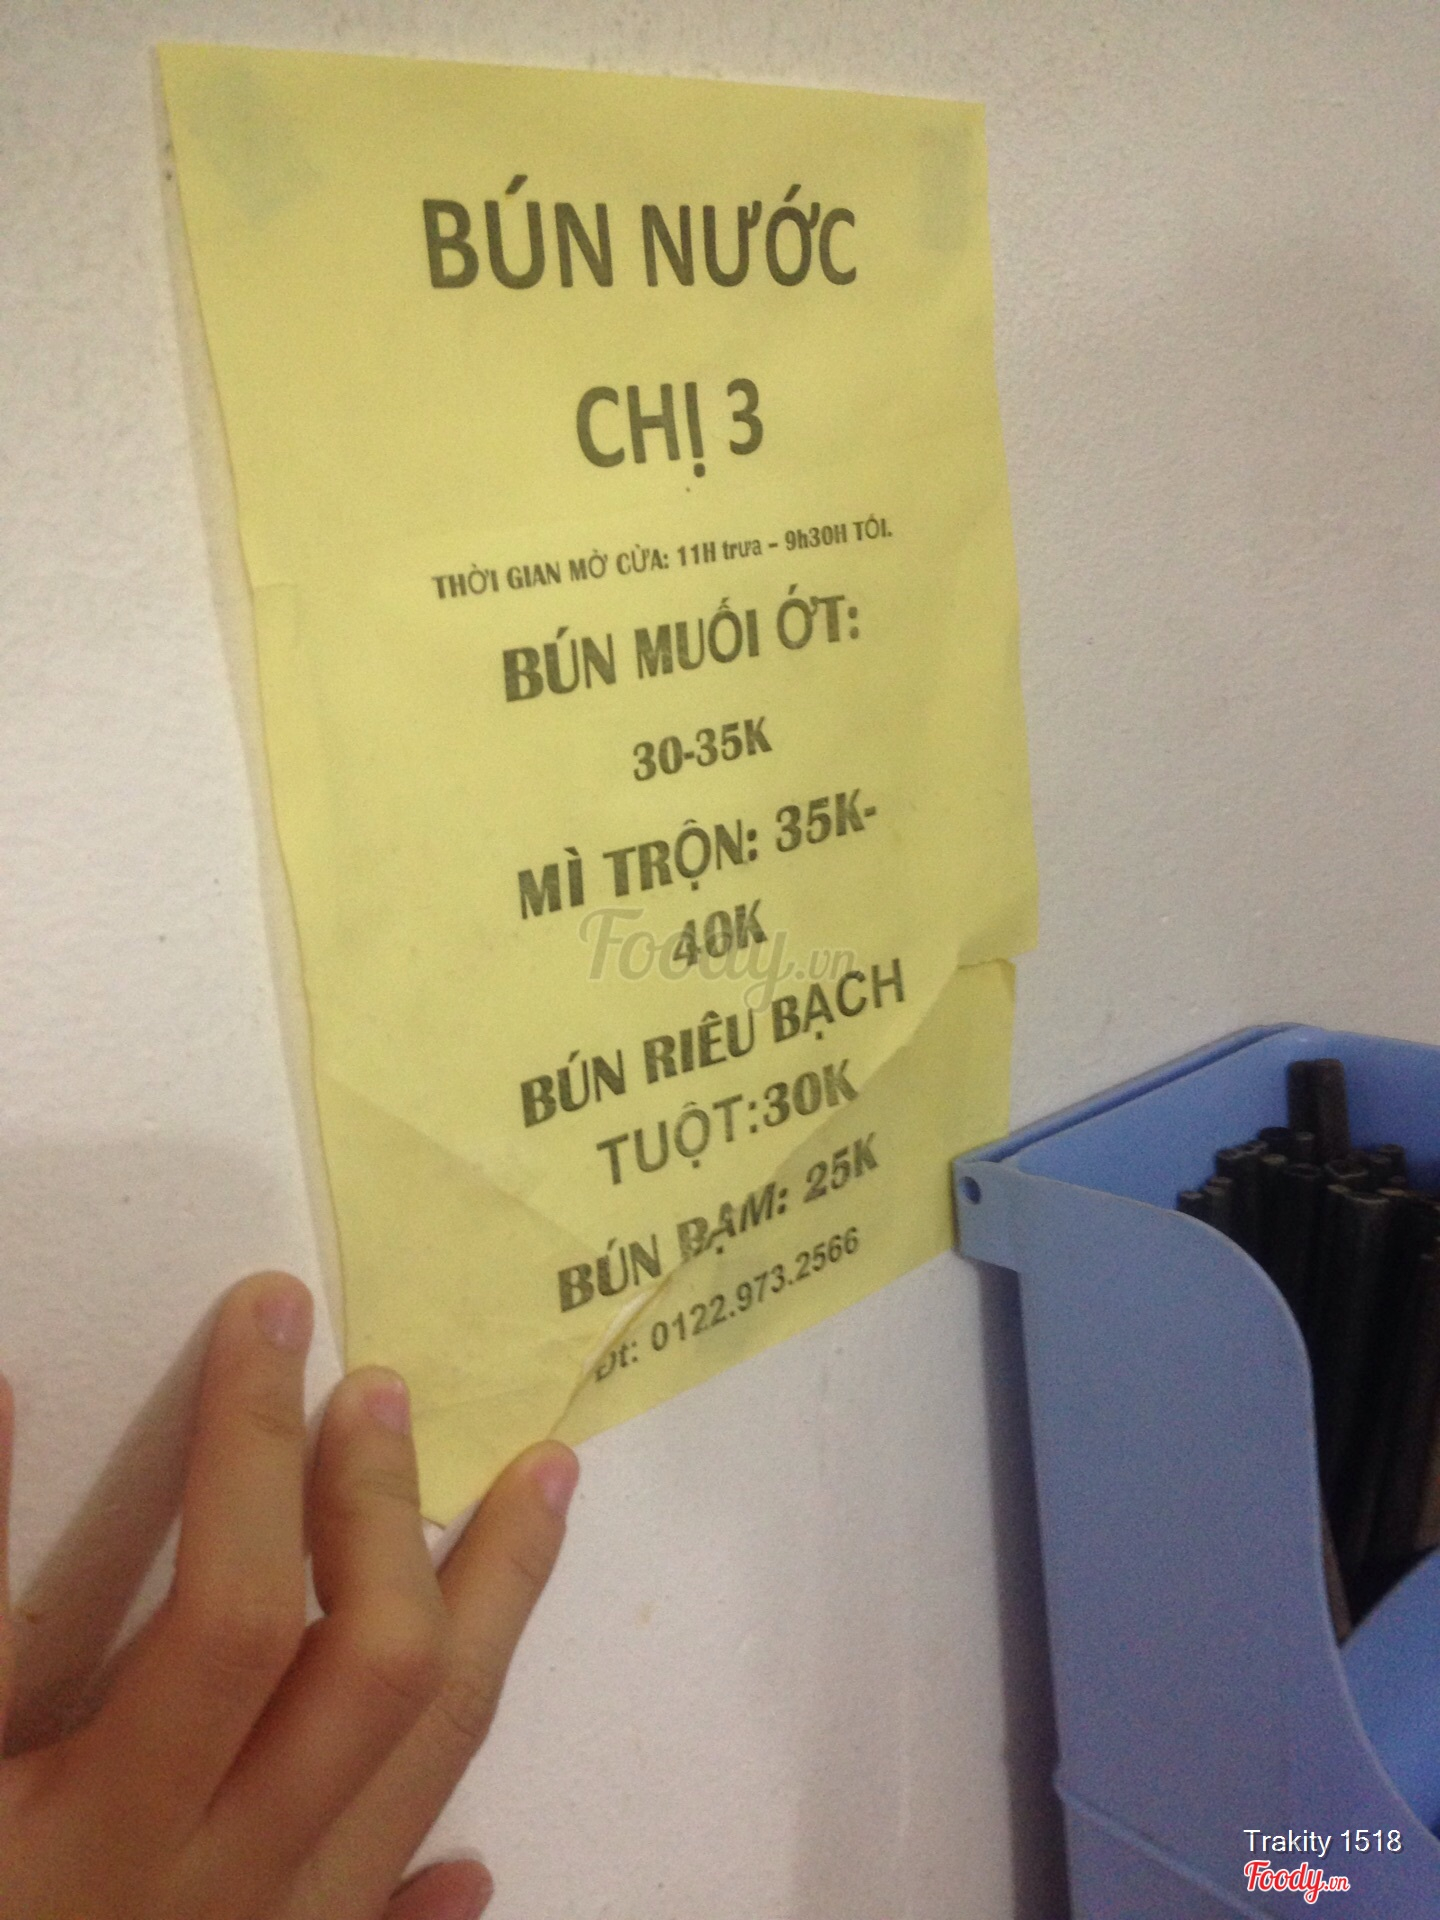 BÚN NƯỚC
CHỊ 3
THỜI GIAN MỞ CỬA: 11H trưa – 9h30H TỐI.
BÚN MUỐI ỚT:
30-35K
MÌ TRỘN: 35K-
40K
BÚN RIÊU BẠCH
TUỘT:30K
BÚN BẠM: 25K
Đt: 0122.973.2566
Foody.vn
Trakity 1518
Foody.vn